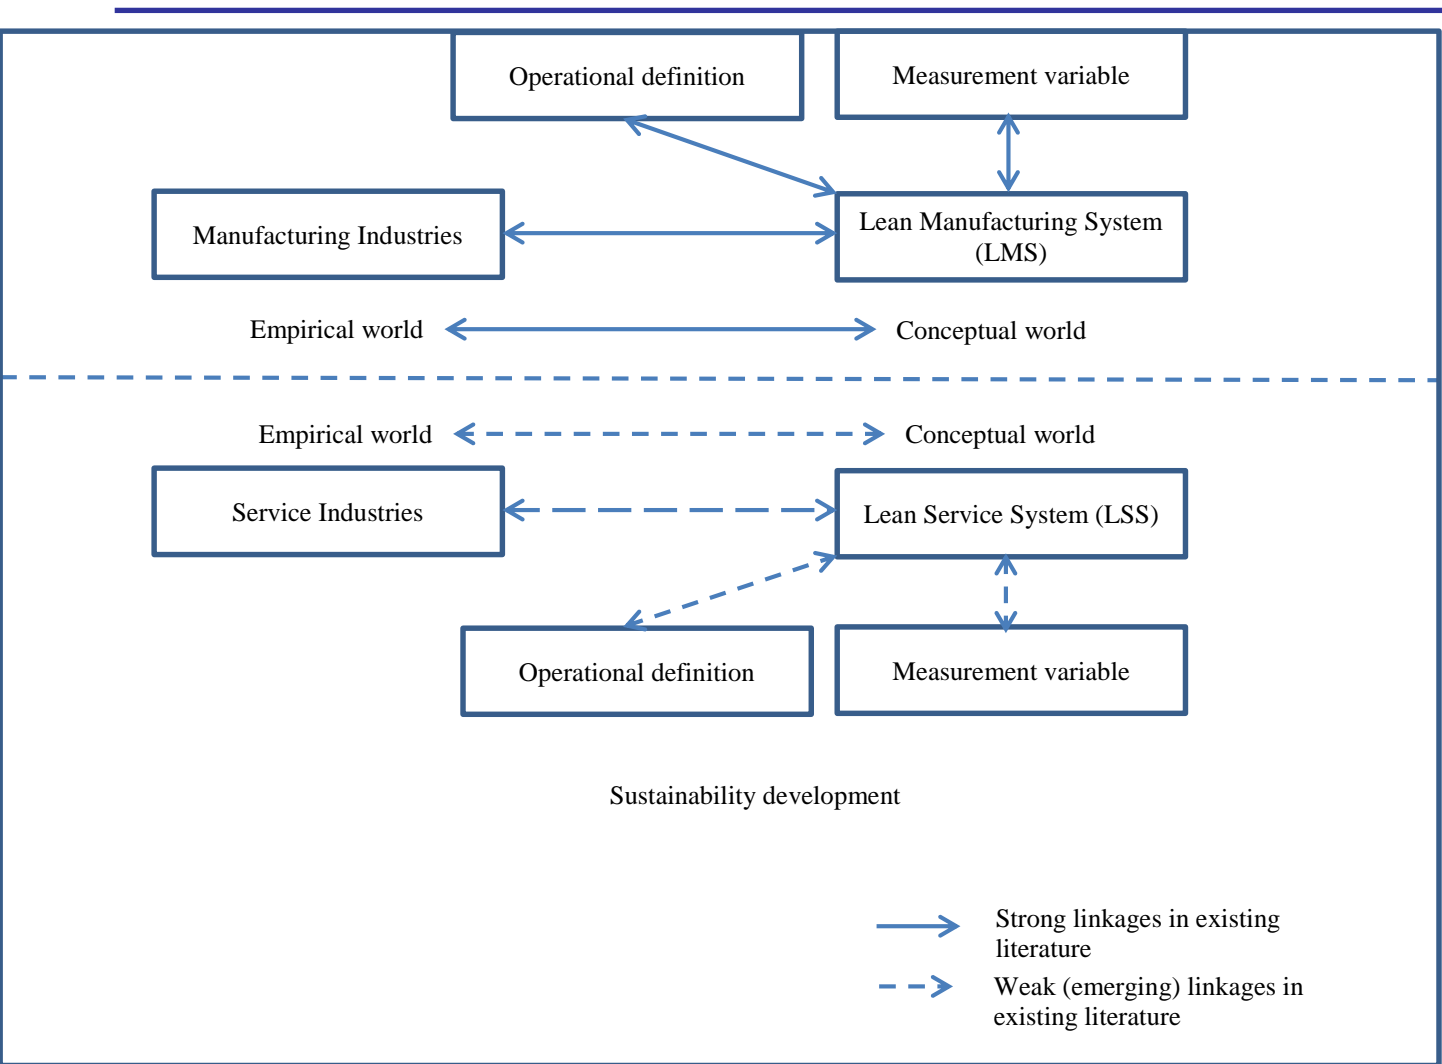 Operational definition
Measurement variable
Manufacturing Industries
Lean Manufacturing System
(LMS)
Empirical world
Conceptual world
Empirical world
Conceptual world
Service Industries
Lean Service System (LSS)
Operational definition
Measurement variable
Sustainability development
Strong linkages in existing
literature
Weak (emerging) linkages in
existing literature